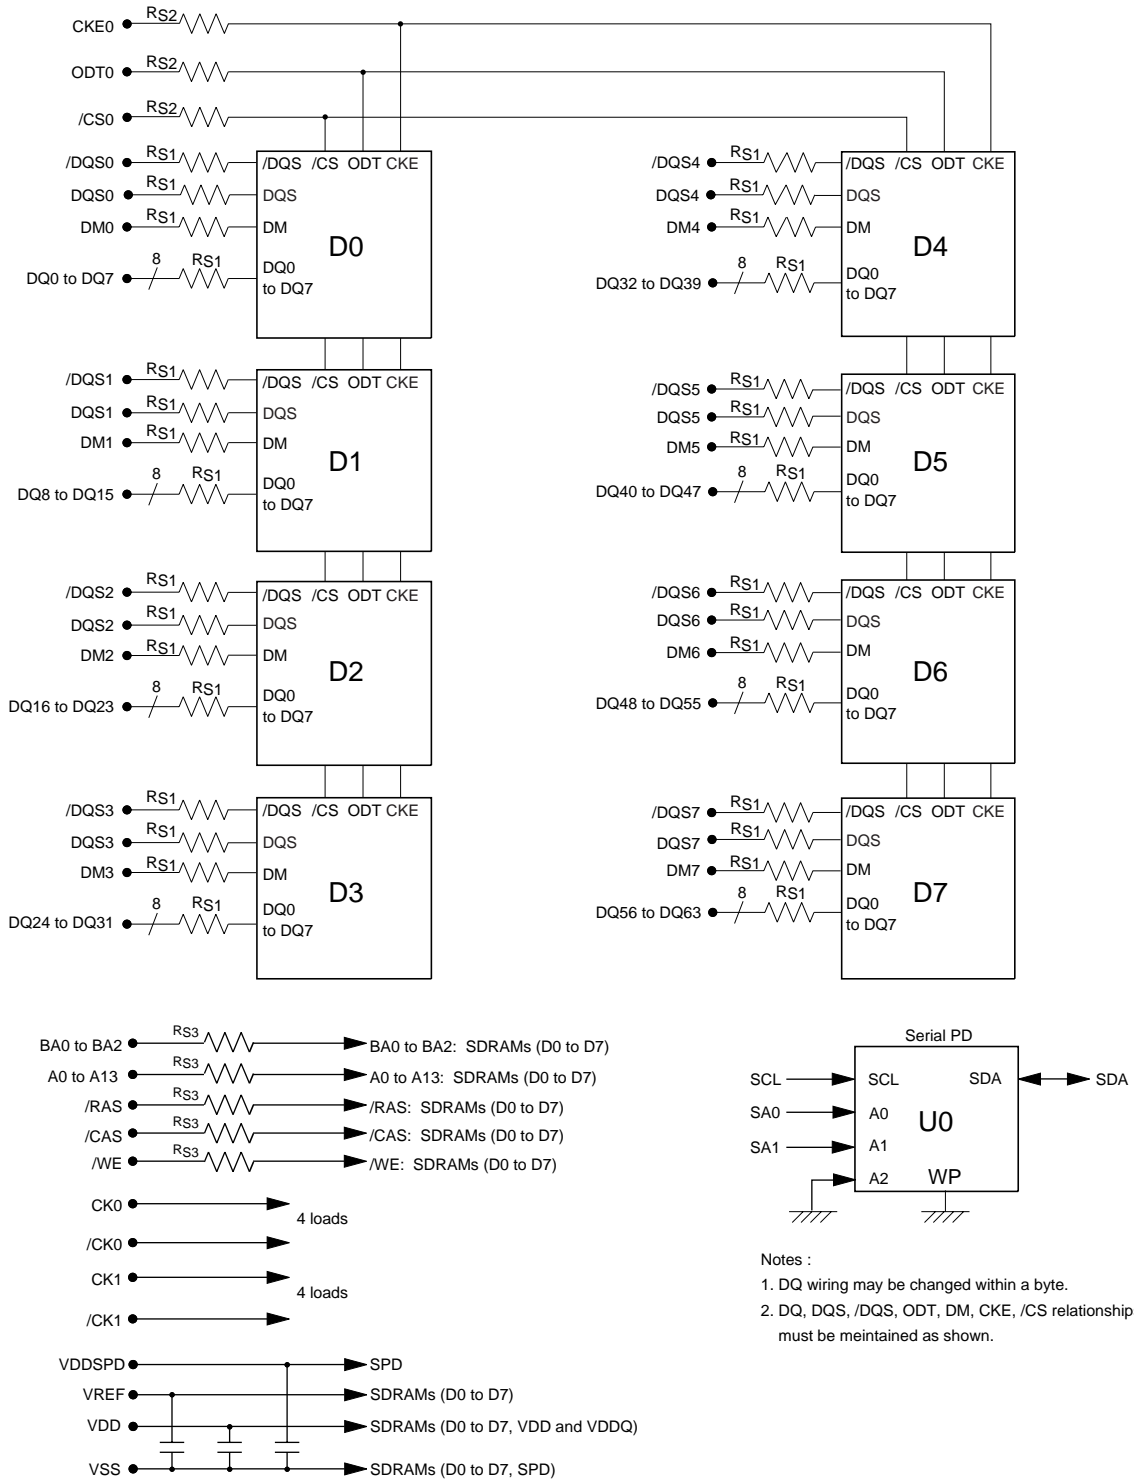 CKE0 RS2
ODT0 RS2
/CS0 RS2
/DQS0 RS1 /DQS /CS ODT CKE
DQS0 RS1 DQS
DM0 RS1 DM
D0
DQ0 to DQ7 8 RS1 DQ0
to DQ7
/DQS1 RS1 /DQS /CS ODT CKE
DQS1 RS1 DQS
DM1 RS1 DM
D1
DQ8 to DQ15 8 RS1 DQ0
to DQ7
/DQS2 RS1 /DQS /CS ODT CKE
DQS2 RS1 DQS
DM2 RS1 DM
D2
DQ16 to DQ23 8 RS1 DQ0
to DQ7
/DQS3 RS1 /DQS /CS ODT CKE
DQS3 RS1 DQS
DM3 RS1 DM
D3
DQ24 to DQ31 8 RS1 DQ0
to DQ7
/DQS4 RS1 /DQS /CS ODT CKE
DQS4 RS1 DQS
DM4 RS1 DM
D4
DQ32 to DQ39 8 RS1 DQ0
to DQ7
/DQS5 RS1 /DQS /CS ODT CKE
DQS5 RS1 DQS
DM5 RS1 DM
D5
DQ40 to DQ47 8 RS1 DQ0
to DQ7
/DQS6 RS1 /DQS /CS ODT CKE
DQS6 RS1 DQS
DM6 RS1 DM
D6
DQ48 to DQ55 8 RS1 DQ0
to DQ7
/DQS7 RS1 /DQS /CS ODT CKE
DQS7 RS1 DQS
DM7 RS1 DM
D7
DQ56 to DQ63 8 RS1 DQ0
to DQ7
BA0 to BA2 RS3 BA0 to BA2: SDRAMs (D0 to D7)
A0 to A13 RS3 A0 to A13: SDRAMs (D0 to D7)
/RAS RS3 /RAS: SDRAMs (D0 to D7)
/CAS RS3 /CAS: SDRAMs (D0 to D7)
/WE RS3 /WE: SDRAMs (D0 to D7)
CK0
4 loads
/CK0
CK1
4 loads
/CK1
VDDSPD SPD
VREF SDRAMs (D0 to D7)
VDD SDRAMs (D0 to D7, VDD and VDDQ)
VSS SDRAMs (D0 to D7, SPD)
Serial PD
SCL SCL SDA SDA
SA0 A0
U0
SA1 A1
A2 WP
Notes :
1. DQ wiring may be changed within a byte.
2. DQ, DQS, /DQS, ODT, DM, CKE, /CS relationship
must be meintained as shown.